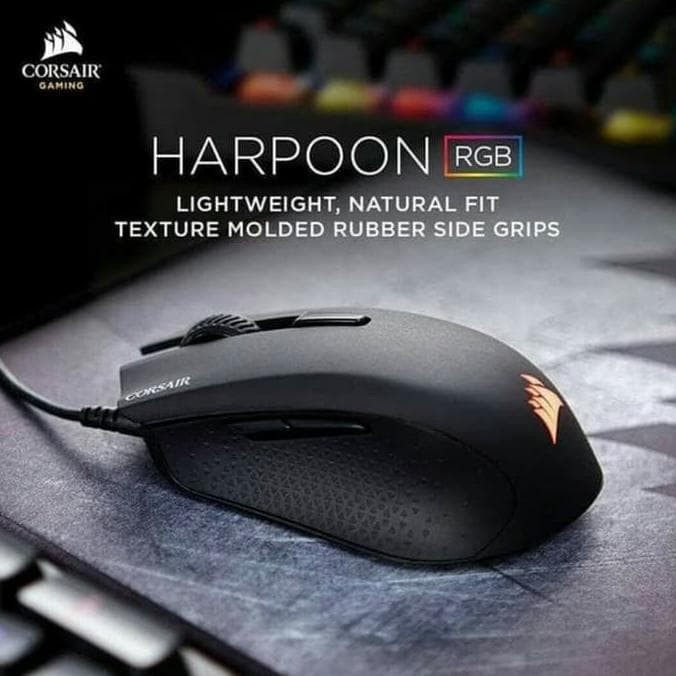 CORSAIR
GAMING
HARPOON RGB
LIGHTWEIGHT, NATURAL FIT
TEXTURE MOLDED RUBBER SIDE GRIPS
CORSAIR